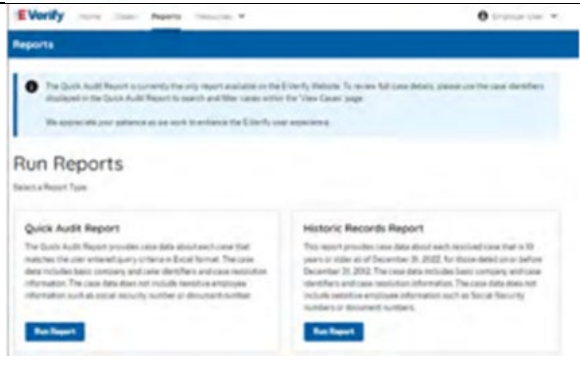 E-Verify Home Cases Reports Resources Employer User
Reports
The Quick Audit Report is currently the only report available on the E-Verify Website. To review full case details, please use the case identifiers
displayed in the Quick Audit Report to search and filter cases within the 'View Cases' page.
We appreciate your patience as we work to enhance the E-Verify user experience.
Run Reports
Select a Report Type
Quick Audit Report
Historic Records Report
The Quick Audit Report provides case data about each case that
matches the user entered query criteria in Excel format. The case
data includes basic company and case identifiers and case resolution
information. The case data does not include sensitive employee
information such as social security number or document number.
This report provides case data about each resolved case that is 10
years or older as of December 31, 2022, for those dated on or before
December 31, 2012. The case data includes basic company and case
identifiers and case resolution information. The case data does not
include sensitive employee information such as Social Security
numbers or document numbers.
Run Report
Run Report